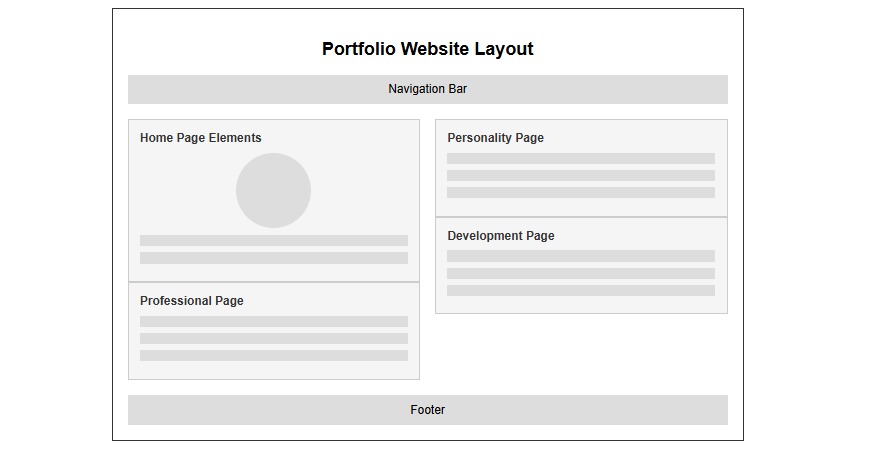 Portfolio Website Layout
Navigation Bar
Home Page Elements
Professional Page
Personality Page
Development Page
Footer